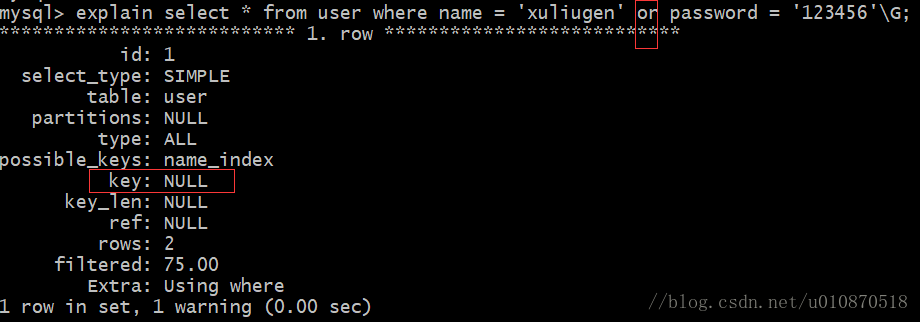 mysql> explain select * from user where name = 'xuliugen' or password = '123456'\G;
*************************** 1. row ***************************
id: 1
select_type: SIMPLE
table: user
partitions: NULL
type: ALL
possible_keys: name_index
key: NULL
key_len: NULL
ref: NULL
rows: 2
filtered: 75.00
Extra: Using where
1 row in set, 1 warning (0.00 sec)
//blog.csdn.net/u010870518